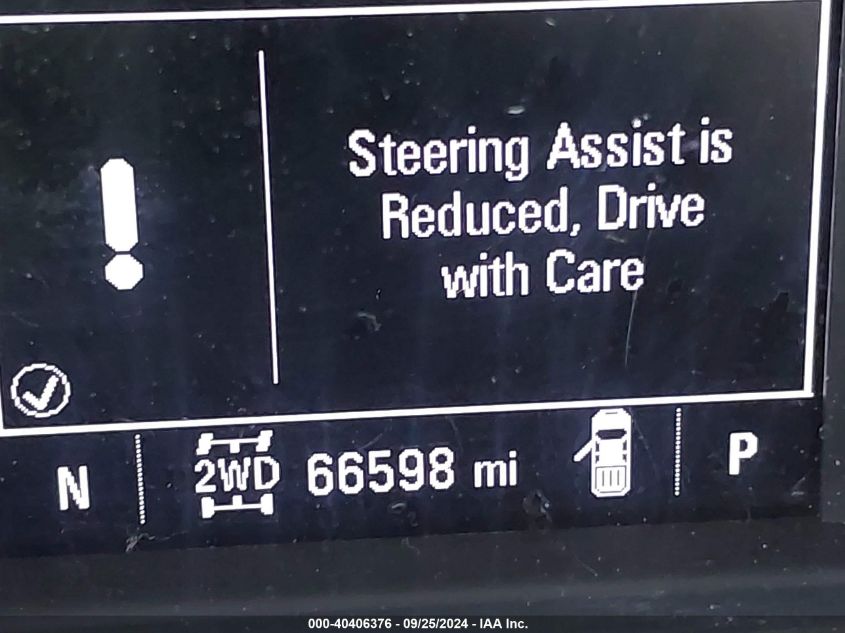 Steering Assist is
Reduced, Drive
with Care
N 2WD 66598 mi P
000-40406376 - 09/25/2024 - IAA Inc.